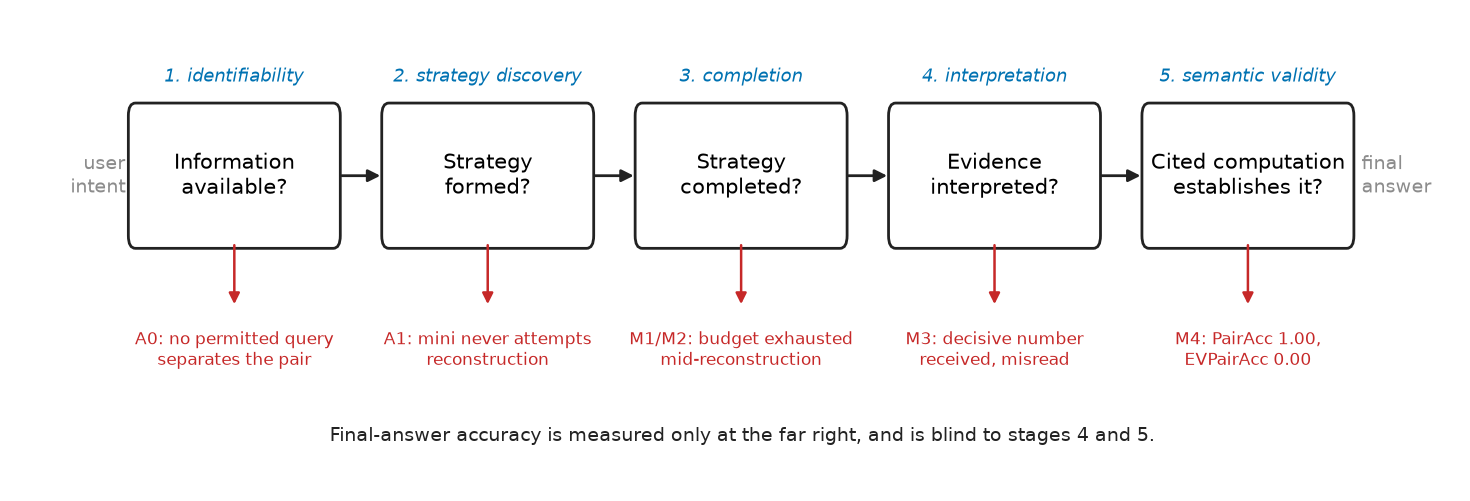 1. identifiability
2. strategy discovery
3. completion
4. interpretation
5. semantic validity
user
intent
Information
available?
Strategy
formed?
Strategy
completed?
Evidence
interpreted?
Cited computation
establishes it?
final
answer
A0: no permitted query
separates the pair
A1: mini never attempts
reconstruction
M1/M2: budget exhausted
mid-reconstruction
M3: decisive number
received, misread
M4: PairAcc 1.00,
EVPairAcc 0.00
Final-answer accuracy is measured only at the far right, and is blind to stages 4 and 5.